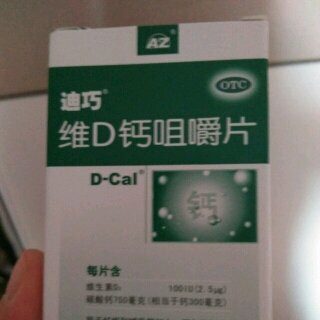 AZ®
OTC
迪巧®
维D钙咀嚼片
D-Cal®
钙
每片含
维生素D₃ 100IU(2.5μg)
碳酸钙750毫克(相当于钙300毫克)